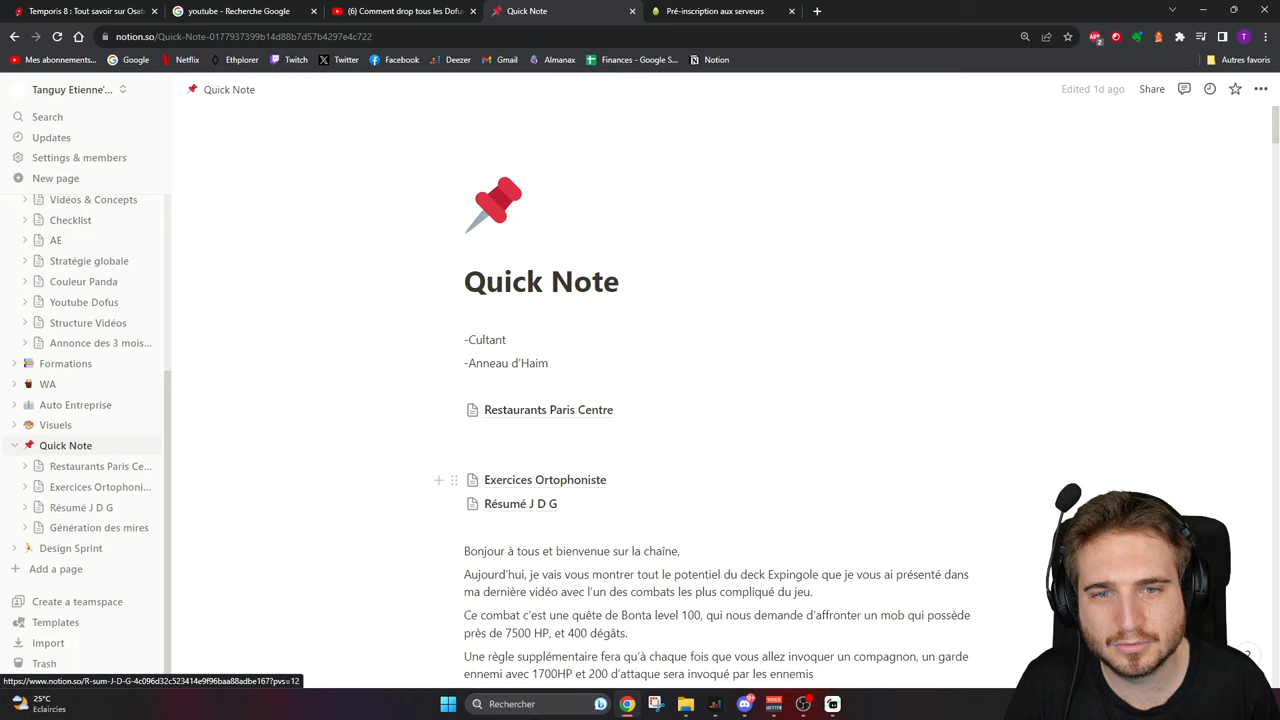 Temporis 8 : Tout savoir sur Osat
youtube - Recherche Google
(6) Comment drop tous les Dofus
Quick Note
Pré-inscription aux serveurs
notion.so/Quick-Note-0177937399b14d88b7d57b4297e4c722
2
T
Mes abonnements...
Google
Netflix
Ethplorer
Twitch
Twitter
Facebook
Deezer
Gmail
Almanax
Finances - Google S...
Notion
Autres favoris
Tanguy Etienne'...
Quick Note
Edited 1d ago
Share
Search
Updates
Settings & members
New page
Vidéos & Concepts
Checklist
AE
Stratégie globale
Couleur Panda
Youtube Dofus
Structure Vidéos
Annonce des 3 mois...
Formations
WA
Auto Entreprise
Visuels
Quick Note
Restaurants Paris Ce...
Exercices Ortophoni...
Résumé J D G
Génération des mires
Design Sprint
Add a page
Create a teamspace
Templates
Import
Trash
Quick Note
-Cultant
-Anneau d'Haim
Restaurants Paris Centre
Exercices Ortophoniste
Résumé J D G
Bonjour à tous et bienvenue sur la chaîne,
Aujourd'hui, je vais vous montrer tout le potentiel du deck Expingole que je vous ai présenté dans
ma dernière vidéo avec l'un des combats les plus compliqué du jeu.
Ce combat c'est une quête de Bonta level 100, qui nous demande d'affronter un mob qui possède
près de 7500 HP, et 400 dégâts.
Une règle supplémentaire fera qu'à chaque fois que vous allez invoquer un compagnon, un garde
ennemi avec 1700HP et 200 d'attaque sera invoqué par les ennemis
https://www.notion.so/R-sum-J-D-G-4c096d32c523414e9f96baa88adbe167?pvs=12
25°C
Eclaircies
Rechercher